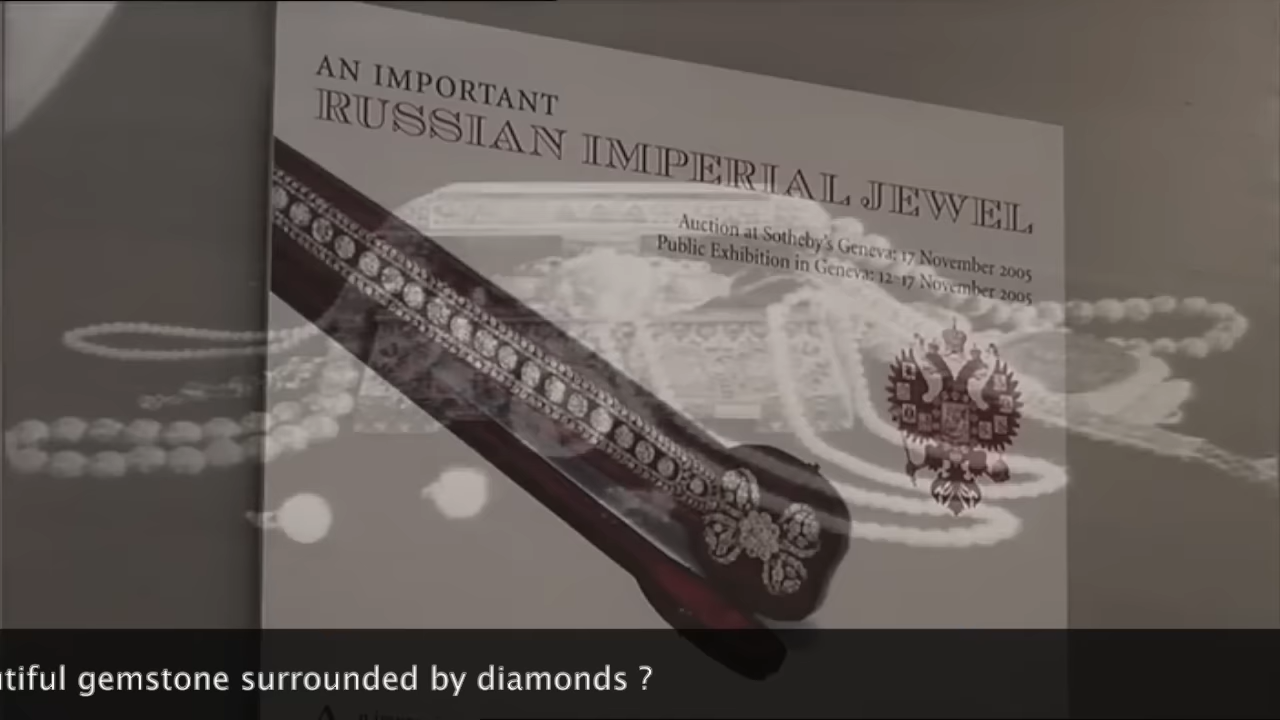 AN IMPORTANT
RUSSIAN IMPERIAL JEWEL
Auction at Sotheby's Geneva: 17 November 2005
Public Exhibition in Geneva: 12–17 November 2005
gemstone surrounded by diamonds ?